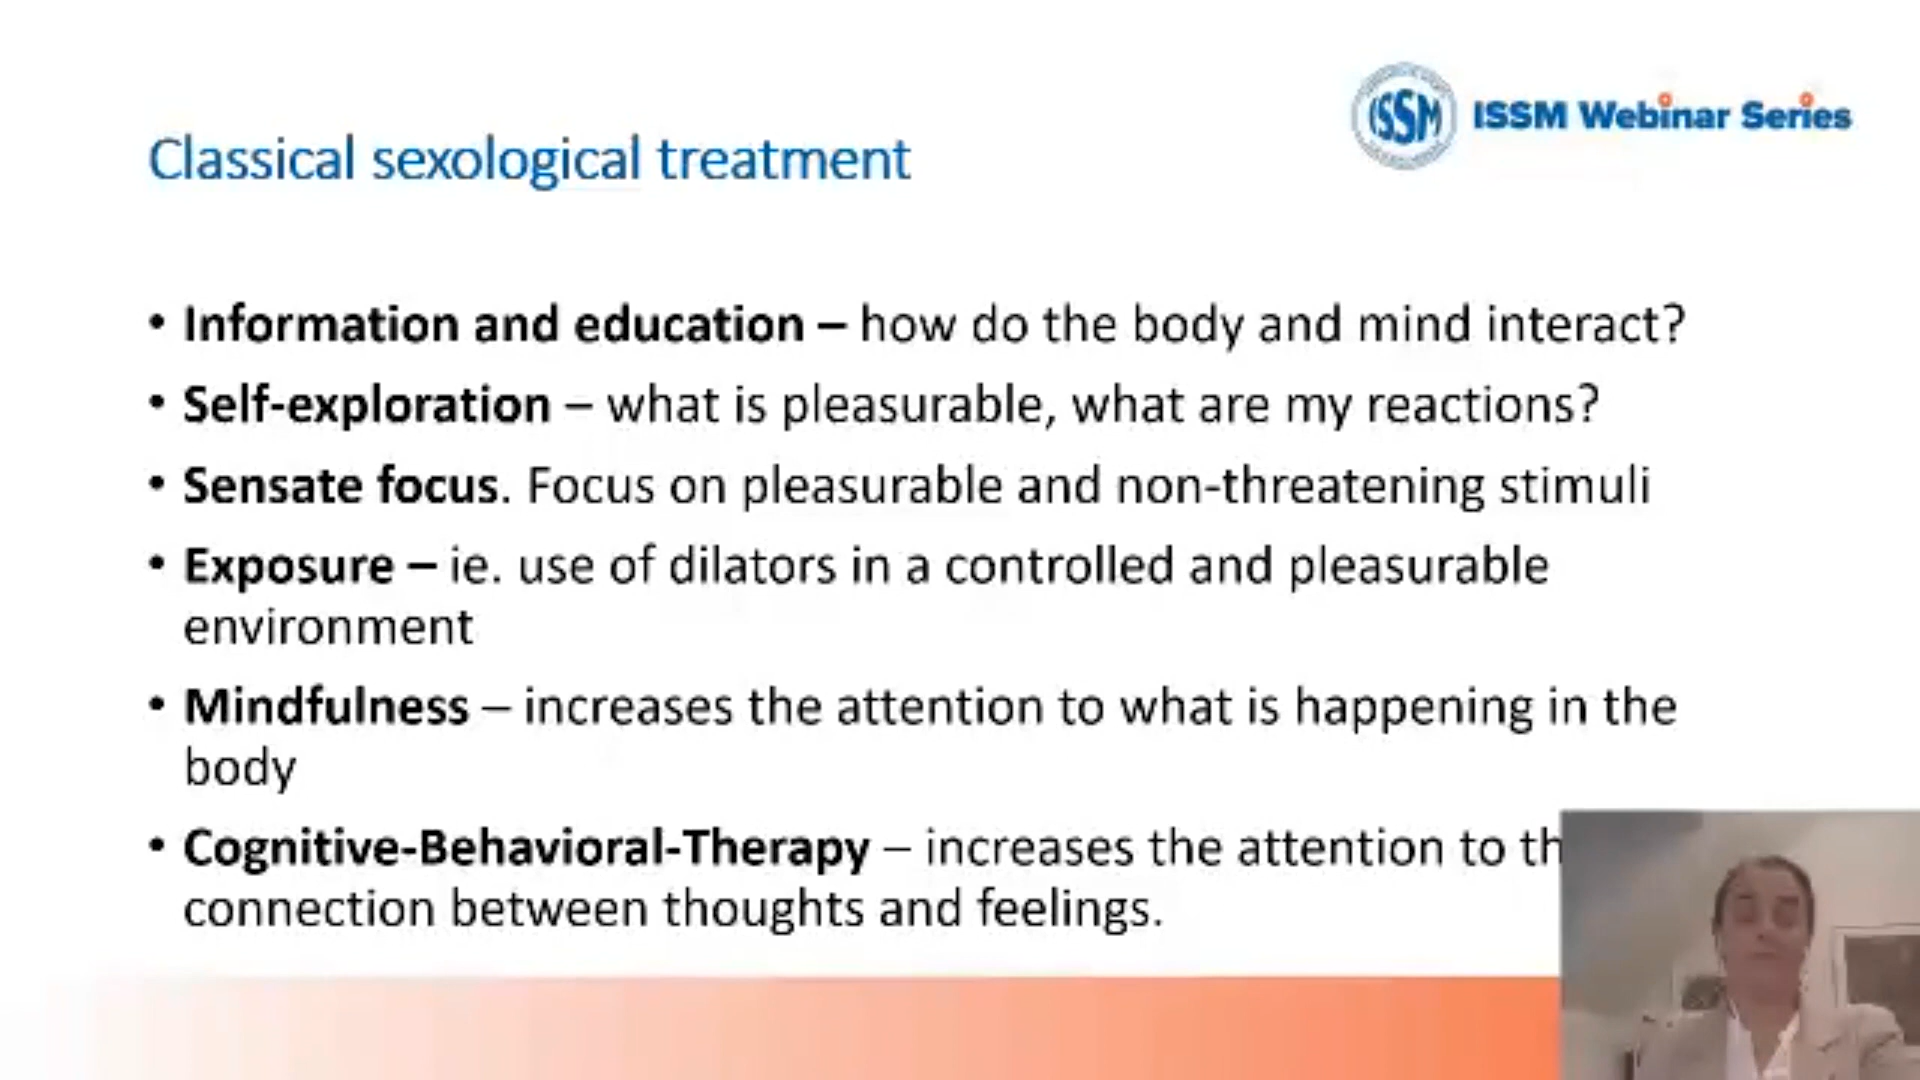 ISSM
ISSM Webinar Series
Classical sexological treatment
• Information and education – how do the body and mind interact?
• Self-exploration – what is pleasurable, what are my reactions?
• Sensate focus. Focus on pleasurable and non-threatening stimuli
• Exposure – ie. use of dilators in a controlled and pleasurable
environment
• Mindfulness – increases the attention to what is happening in the
body
• Cognitive-Behavioral-Therapy – increases the attention to th
connection between thoughts and feelings.